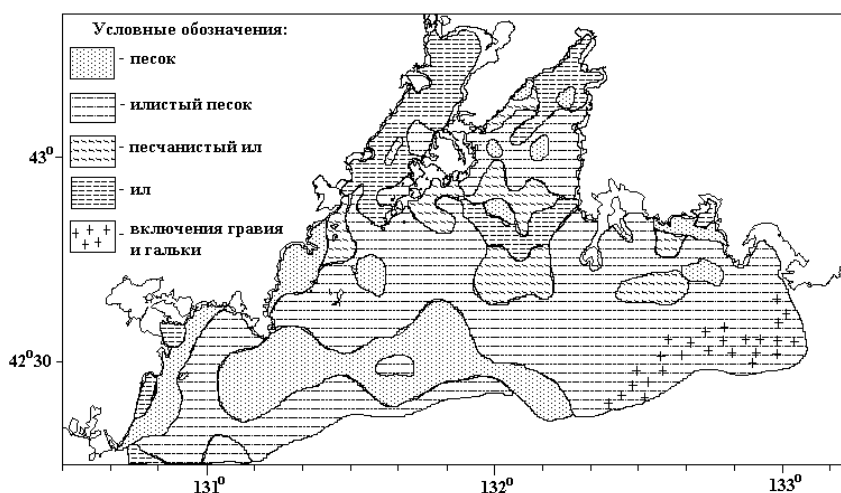 Условные обозначения:
- песок
- илистый песок
- песчанистый ил
- ил
- включения гравия
и гальки
43⁰
42⁰30
131⁰
132⁰
133⁰